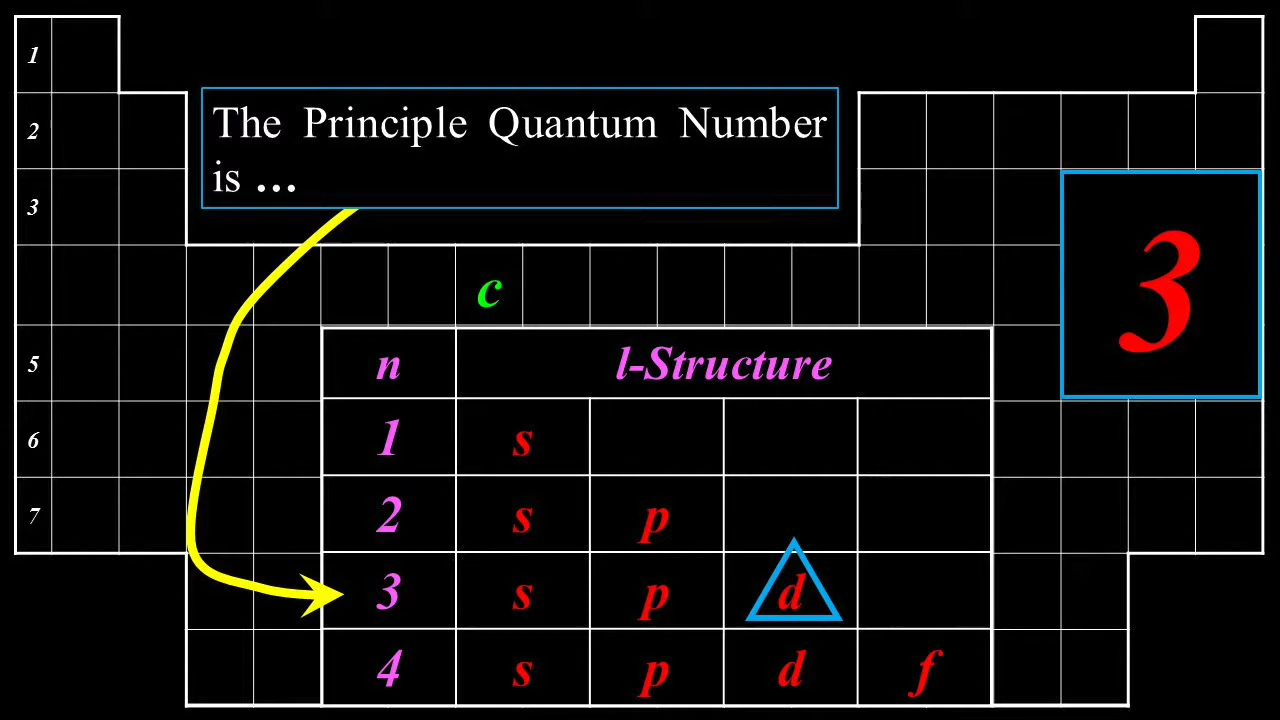 1
2
The Principle Quantum Number
is ...
3
3
c
5
n l-Structure
6
1 s
7
2 s p
3 s p d
4 s p d f